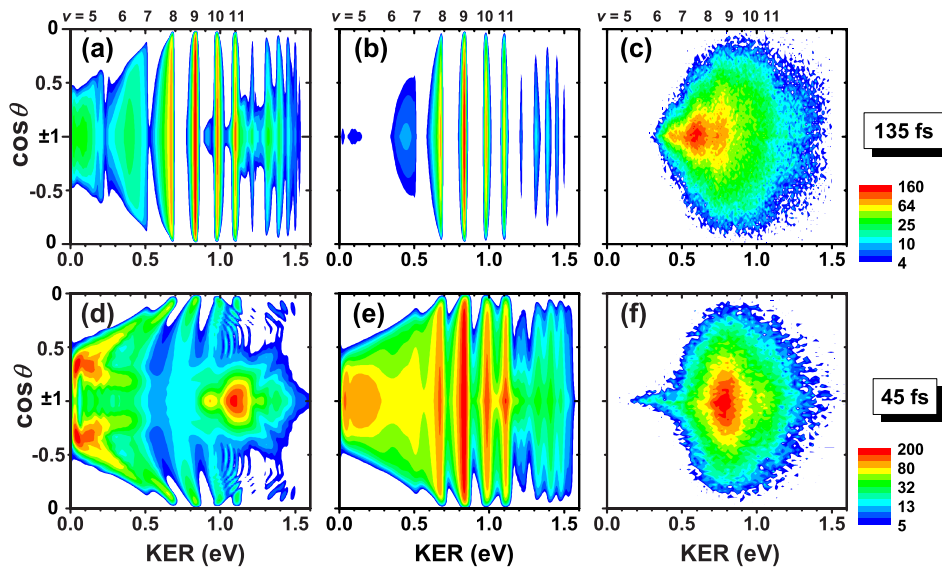 v = 5 6 7 8 9 10 11 v = 5 6 7 8 9 10 11 v = 5 6 7 8 9 10 11
0 (a) (b) (c)
0.5
cosθ ±1
-0.5
0
0.0 0.5 1.0 1.5 0.0 0.5 1.0 1.5 0.0 0.5 1.0 1.5
135 fs
160
64
25
10
4
0 (d) (e) (f)
0.5
cosθ ±1
-0.5
0
0.0 0.5 1.0 1.5 0.0 0.5 1.0 1.5 0.0 0.5 1.0 1.5
KER (eV) KER (eV) KER (eV)
45 fs
200
80
32
13
5